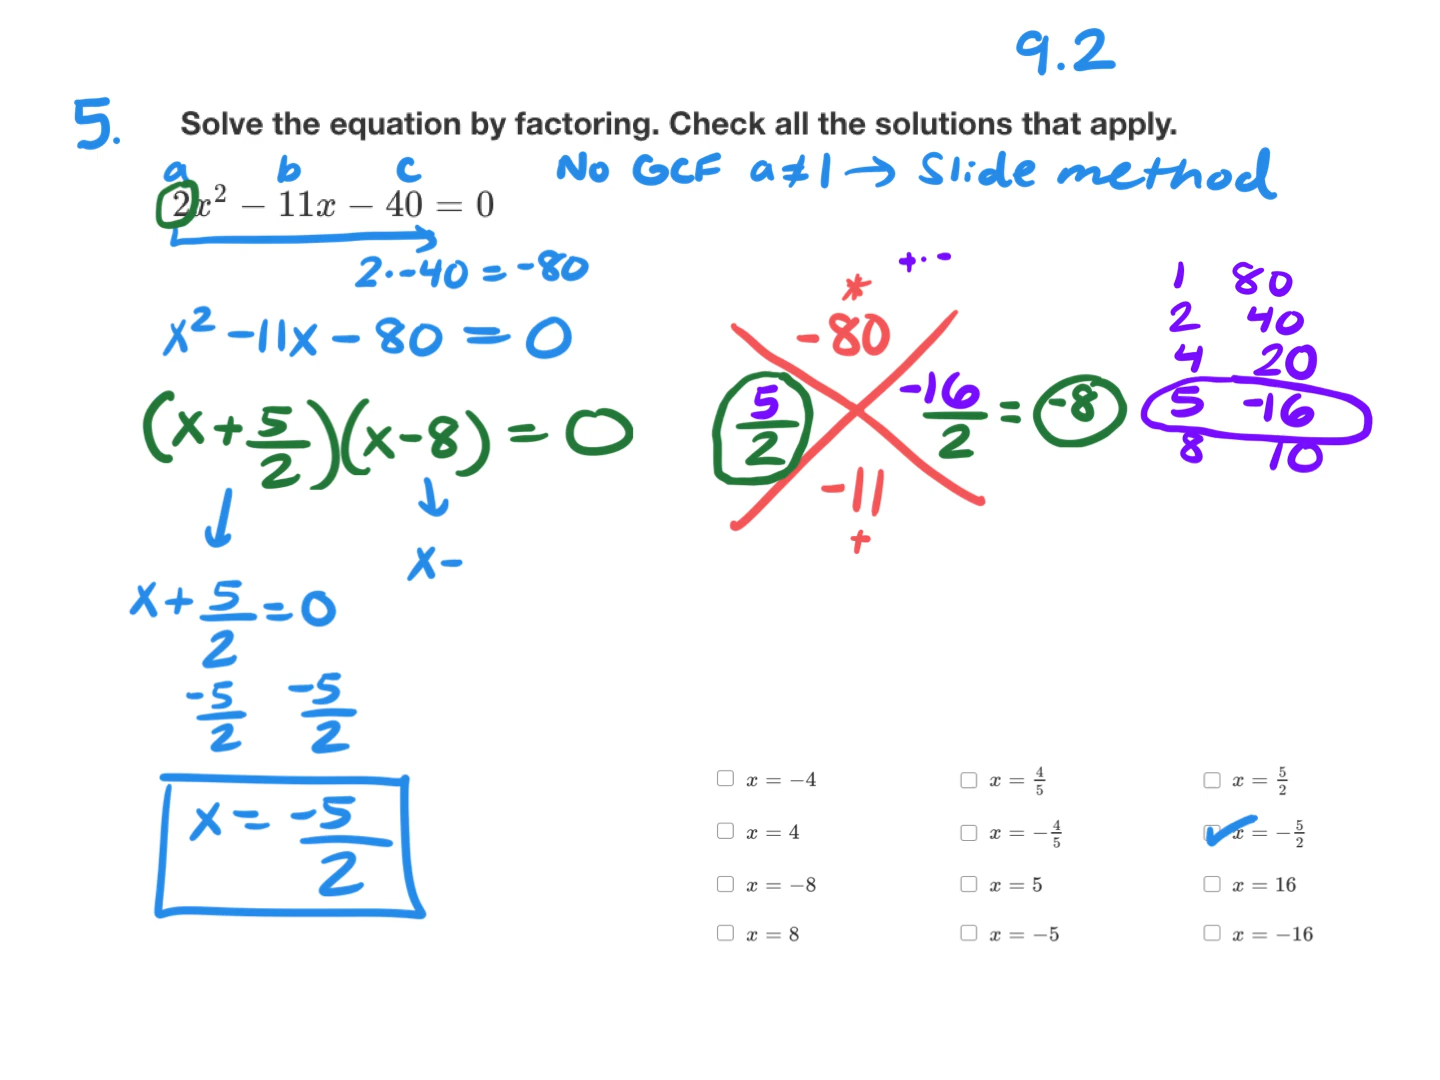 9.2
5. Solve the equation by factoring. Check all the solutions that apply.
a b c No GCF a≠1 → Slide method
2x² − 11x − 40 = 0
2·-40 = -80
x² -11x - 80 = 0
(x + 5/2)(x - 8) = 0
x-
x + 5/2 = 0
-5/2 -5/2
x = -5/2
+·-
*
-80
5/2 -16/2 = -8
-11
+
1 80
2 40
4 20
5 -16
8 10
x = −4 x = 4/5 x = 5/2
x = 4 x = −4/5 x = −5/2
x = −8 x = 5 x = 16
x = 8 x = −5 x = −16